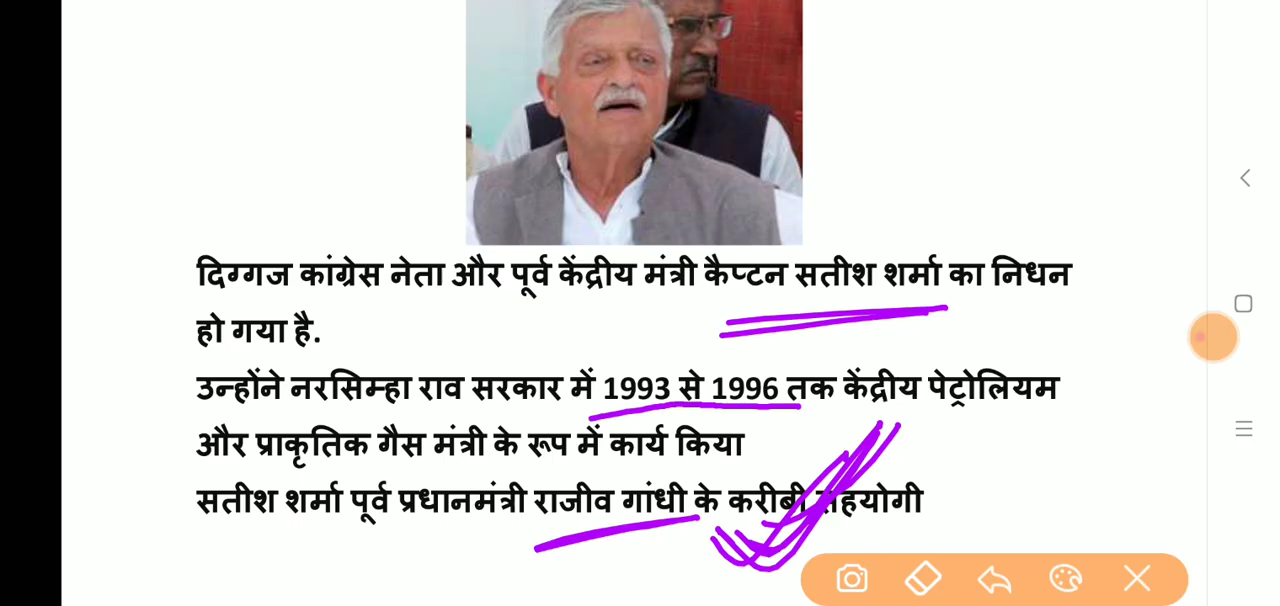 दिग्गज कांग्रेस नेता और पूर्व केंद्रीय मंत्री कैप्टन सतीश शर्मा का निधन
हो गया है.
उन्होंने नरसिम्हा राव सरकार में 1993 से 1996 तक केंद्रीय पेट्रोलियम
और प्राकृतिक गैस मंत्री के रूप में कार्य किया
सतीश शर्मा पूर्व प्रधानमंत्री राजीव गांधी के करीबी सहयोगी